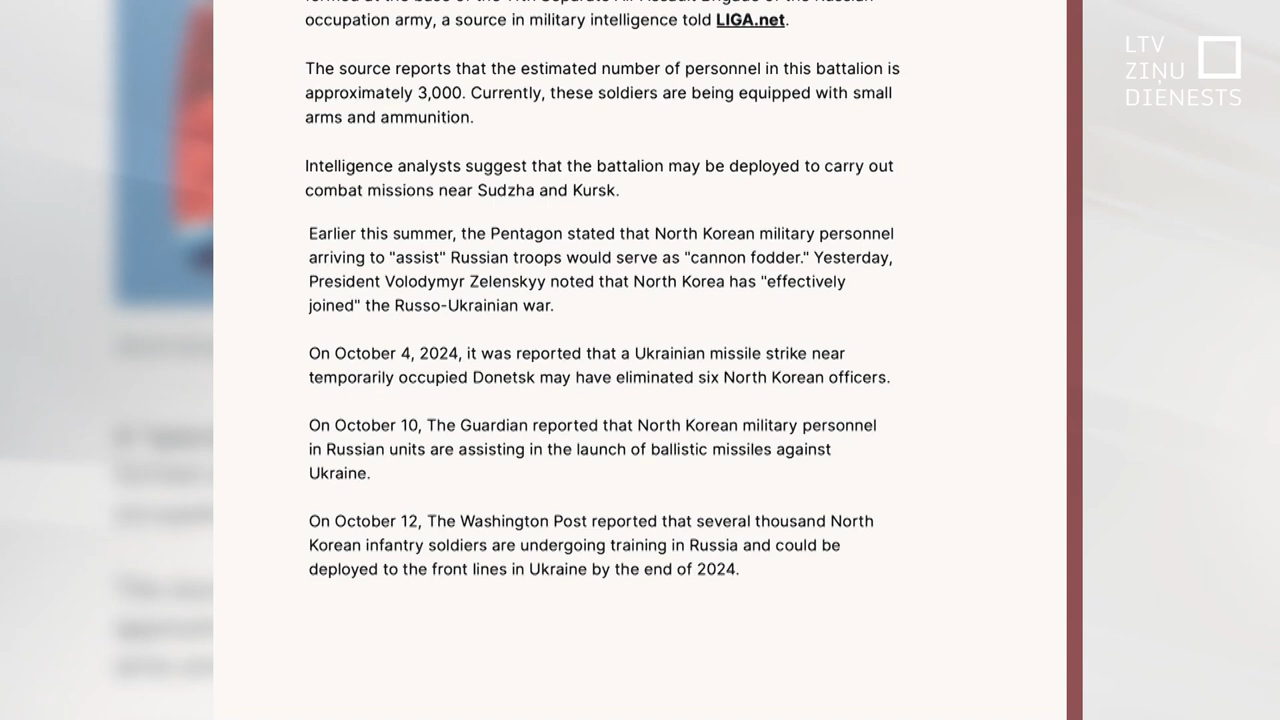 occupation army, a source in military intelligence told LIGA.net.
The source reports that the estimated number of personnel in this battalion is
approximately 3,000. Currently, these soldiers are being equipped with small
arms and ammunition.
Intelligence analysts suggest that the battalion may be deployed to carry out
combat missions near Sudzha and Kursk.
Earlier this summer, the Pentagon stated that North Korean military personnel
arriving to "assist" Russian troops would serve as "cannon fodder." Yesterday,
President Volodymyr Zelenskyy noted that North Korea has "effectively
joined" the Russo-Ukrainian war.
On October 4, 2024, it was reported that a Ukrainian missile strike near
temporarily occupied Donetsk may have eliminated six North Korean officers.
On October 10, The Guardian reported that North Korean military personnel
in Russian units are assisting in the launch of ballistic missiles against
Ukraine.
On October 12, The Washington Post reported that several thousand North
Korean infantry soldiers are undergoing training in Russia and could be
deployed to the front lines in Ukraine by the end of 2024.
LTV
ZIŅU
DIENESTS